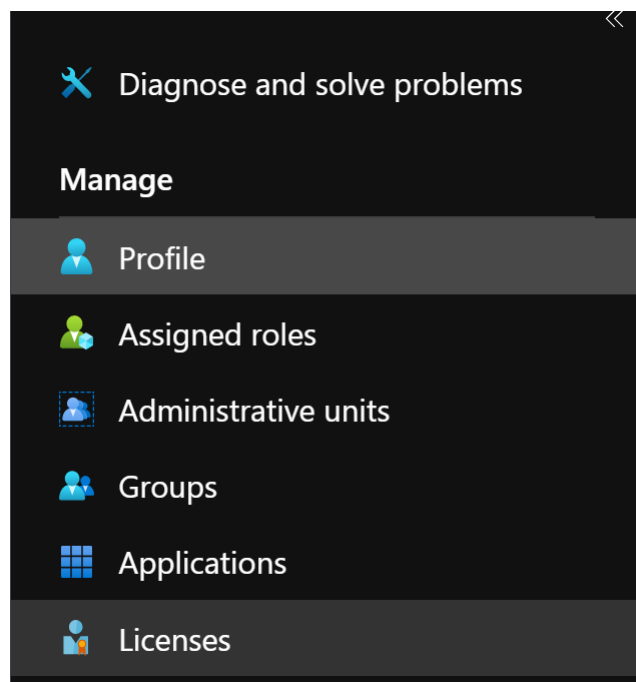 Diagnose and solve problems
Manage
Profile
Assigned roles
Administrative units
Groups
Applications
Licenses